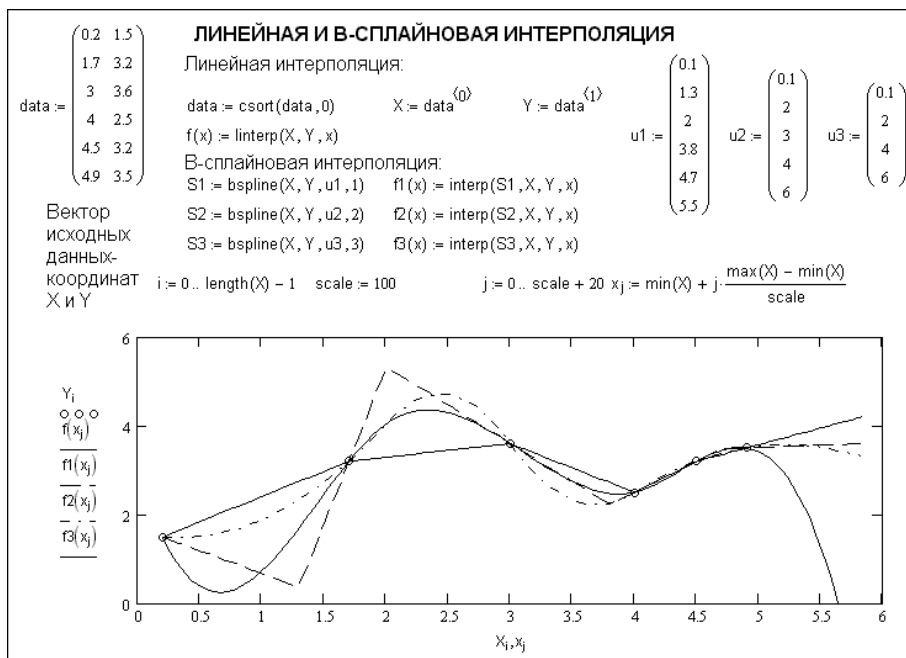 ЛИНЕЙНАЯ И В-СПЛАЙНОВАЯ ИНТЕРПОЛЯЦИЯ
data :=
0.2 1.5
1.7 3.2
3 3.6
4 2.5
4.5 3.2
4.9 3.5
Линейная интерполяция:
data := csort(data,0) X := data<0> Y := data<1>
f(x) := linterp(X,Y,x)
В-сплайновая интерполяция:
S1 := bspline(X,Y,u1,1) f1(x) := interp(S1,X,Y,x)
S2 := bspline(X,Y,u2,2) f2(x) := interp(S2,X,Y,x)
S3 := bspline(X,Y,u3,3) f3(x) := interp(S3,X,Y,x)
u1 :=
0.1
1.3
2
3.8
4.7
5.5
u2 :=
0.1
2
3
4
6
u3 :=
0.1
2
4
6
Вектор
исходных
данных-
координат
X и Y
i := 0.. length(X) − 1 scale := 100 j := 0.. scale + 20 xj := min(X) + j·(max(X) − min(X))/scale
Yi
f(xj)
f1(xj)
f2(xj)
f3(xj)
6
4
2
0
0 0.5 1 1.5 2 2.5 3 3.5 4 4.5 5 5.5 6
Xi,xj